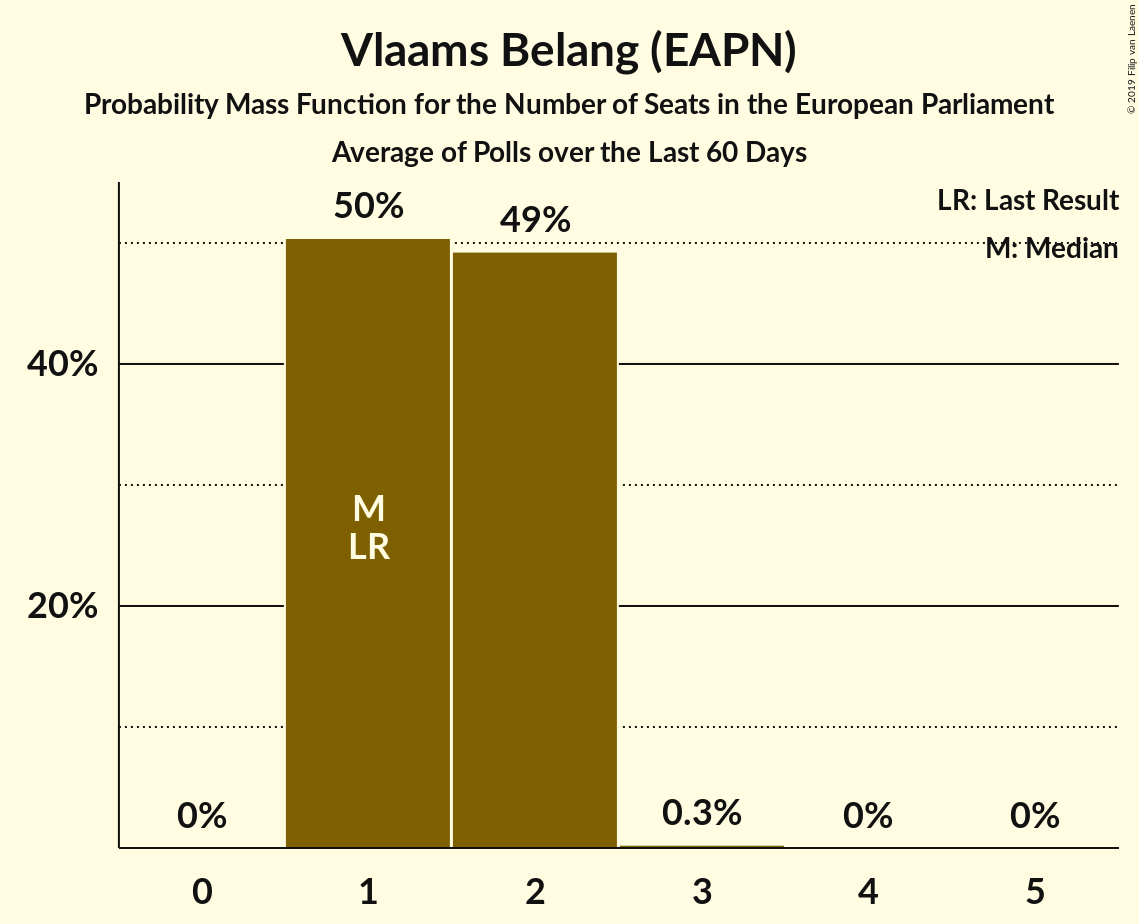 Vlaams Belang (EAPN)
Probability Mass Function for the Number of Seats in the European Parliament
Average of Polls over the Last 60 Days
© 2019 Filip van Laenen
LR: Last Result
M: Median
50%
49%
40%
M
LR
20%
0%
0.3%
0%
0%
0
1
2
3
4
5